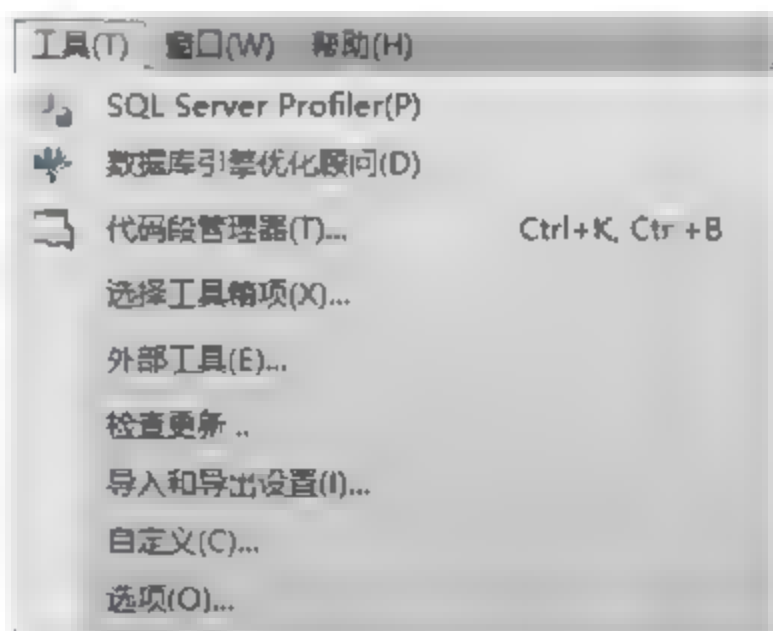 工具(T) 窗口(W) 帮助(H)
SQL Server Profiler(P)
数据库引擎优化顾问(D)
代码段管理器(T)... Ctrl+K, Ctrl+B
选择工具箱项(X)...
外部工具(E)...
检查更新...
导入和导出设置(I)...
自定义(C)...
选项(O)...